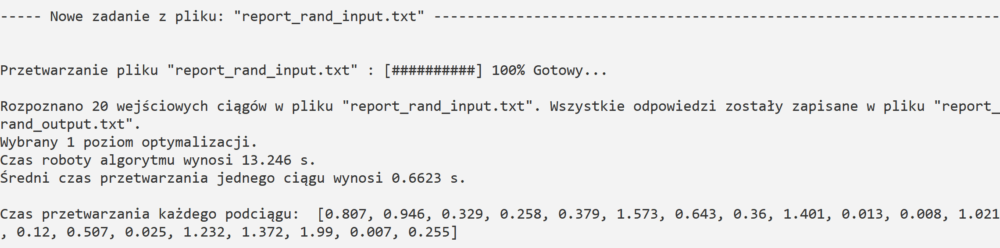 ----- Nowe zadanie z pliku: "report_rand_input.txt" --------------------------------------------------------------------
Przetwarzanie pliku "report_rand_input.txt" : [##########] 100% Gotowy...
Rozpoznano 20 wejściowych ciągów w pliku "report_rand_input.txt". Wszystkie odpowiedzi zostały zapisane w pliku "report_
rand_output.txt".
Wybrany 1 poziom optymalizacji.
Czas roboty algorytmu wynosi 13.246 s.
Średni czas przetwarzania jednego ciągu wynosi 0.6623 s.
Czas przetwarzania każdego podciągu:  [0.807, 0.946, 0.329, 0.258, 0.379, 1.573, 0.643, 0.36, 1.401, 0.013, 0.008, 1.021
, 0.12, 0.507, 0.025, 1.232, 1.372, 1.99, 0.007, 0.255]